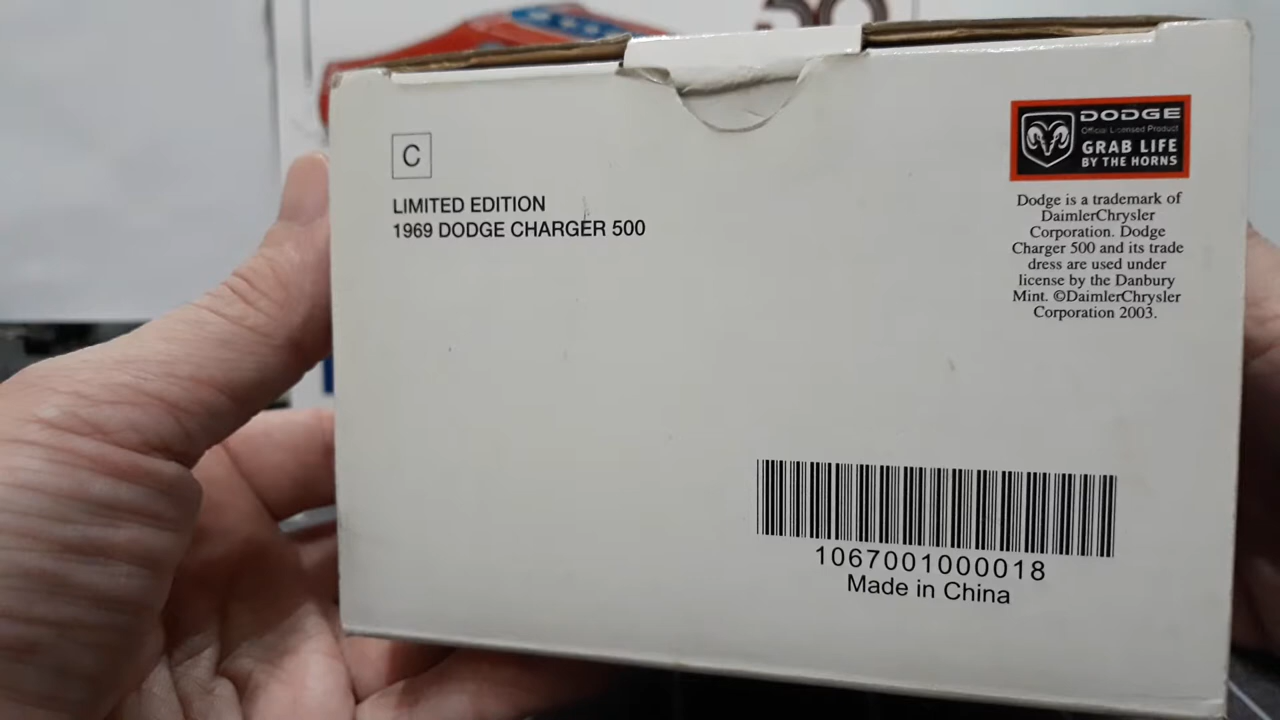 C
LIMITED EDITION
1969 DODGE CHARGER 500
DODGE
Official Licensed Product
GRAB LIFE
BY THE HORNS
Dodge is a trademark of
DaimlerChrysler
Corporation. Dodge
Charger 500 and its trade
dress are used under
license by the Danbury
Mint. ©DaimlerChrysler
Corporation 2003.
1067001000018
Made in China